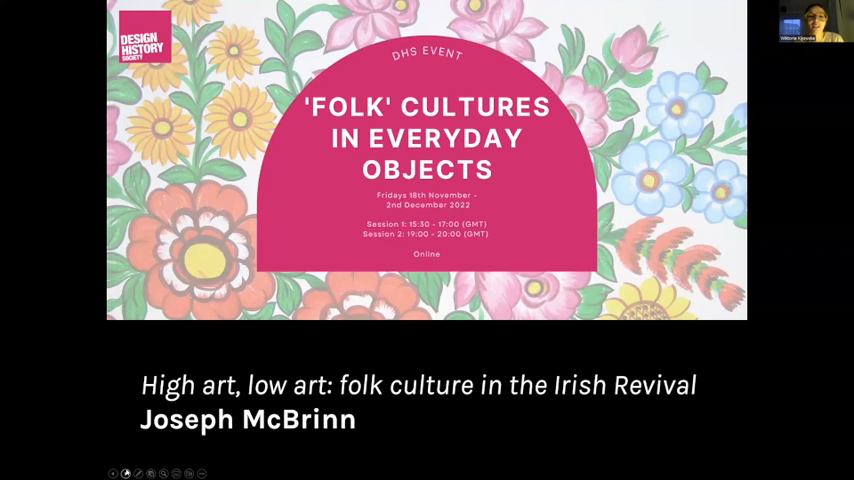 DESIGN
HISTORY
SOCIETY
DHS EVENT
'FOLK' CULTURES
IN EVERYDAY
OBJECTS
Fridays 18th November -
2nd December 2022
Session 1: 15:30 - 17:00 (GMT)
Session 2: 19:00 - 20:00 (GMT)
Online
High art, low art: folk culture in the Irish Revival
Joseph McBrinn